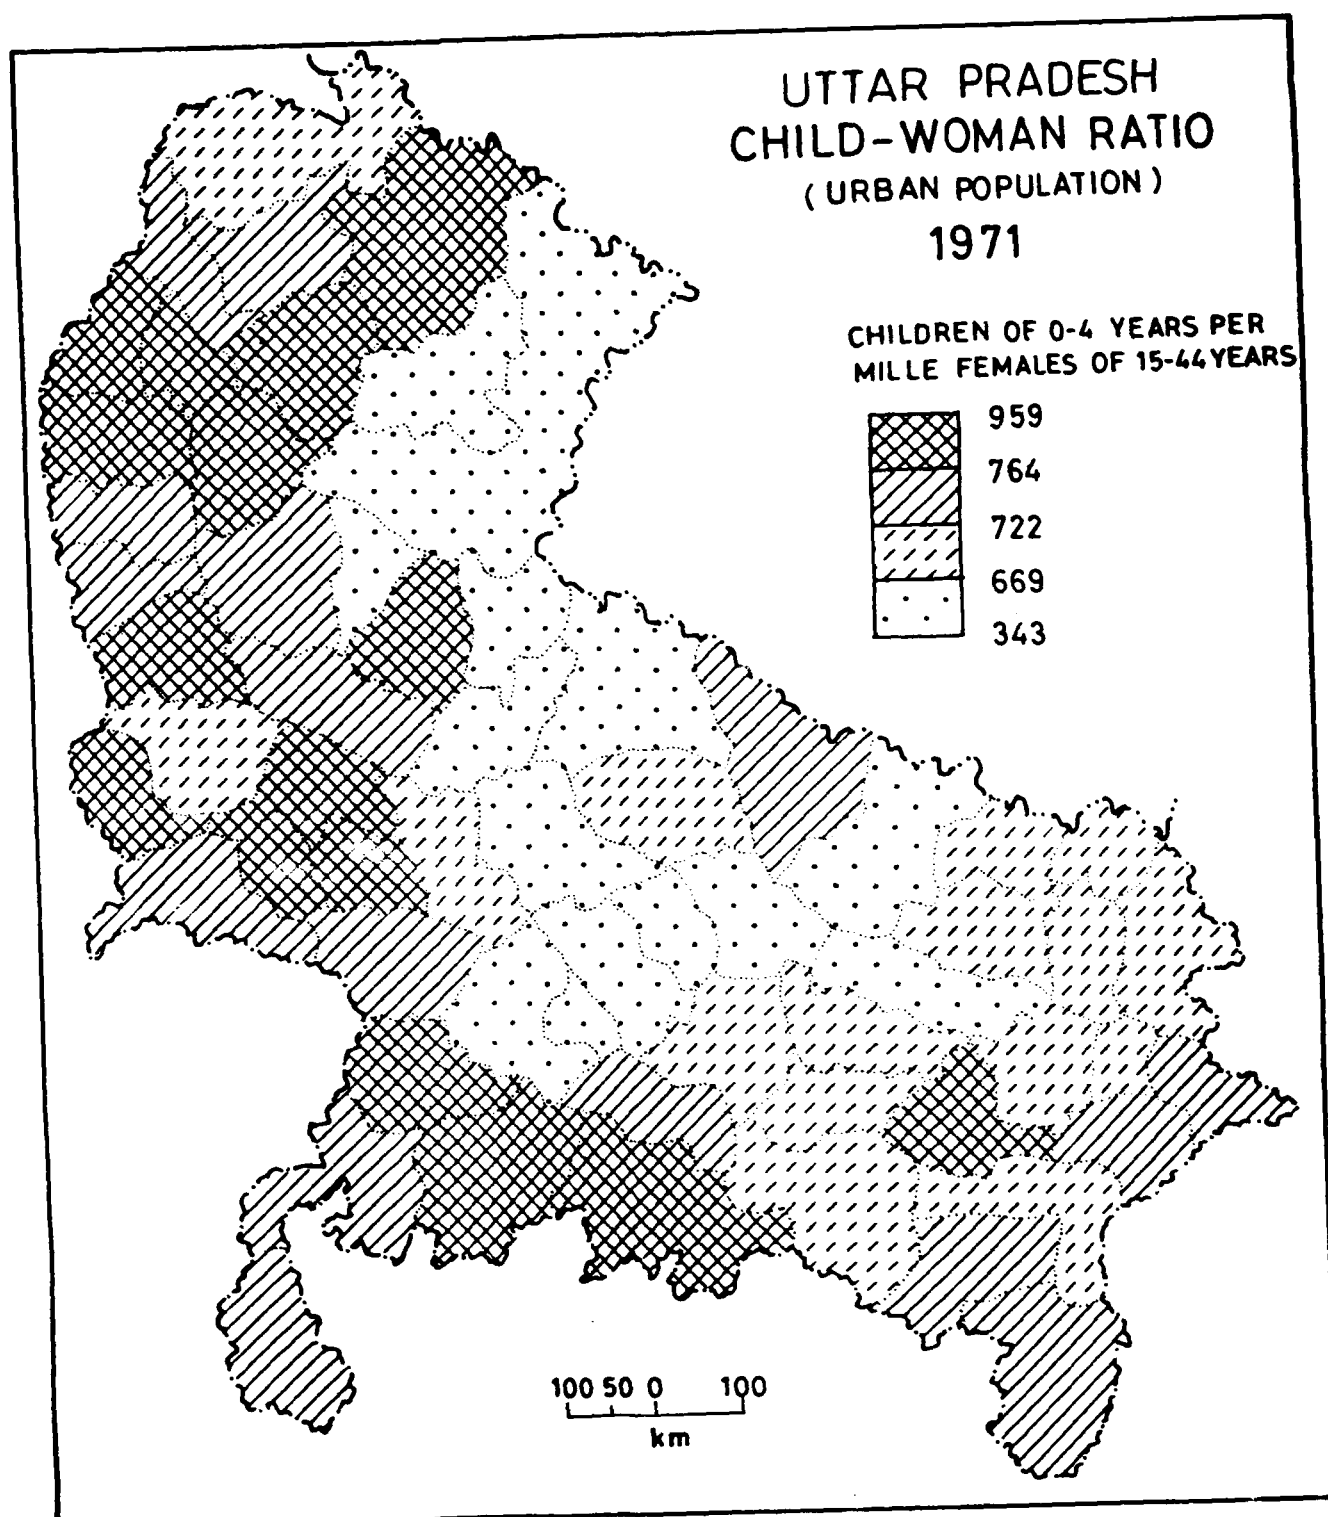 UTTAR PRADESH
CHILD-WOMAN RATIO
( URBAN POPULATION )
1971
CHILDREN OF 0-4 YEARS PER
MILLE FEMALES OF 15-44 YEARS
959
764
722
669
343
100 50 0 100
km